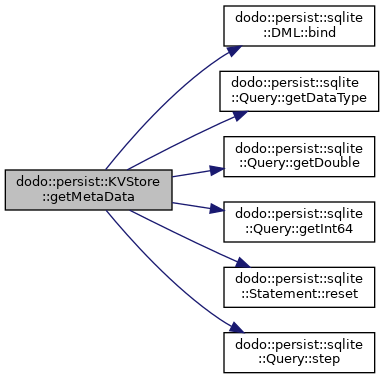 dodo::persist::sqlite
::DML::bind
dodo::persist::sqlite
::Query::getDataType
dodo::persist::sqlite
::Query::getDouble
dodo::persist::KVStore
::getMetaData
dodo::persist::sqlite
::Query::getInt64
dodo::persist::sqlite
::Statement::reset
dodo::persist::sqlite
::Query::step